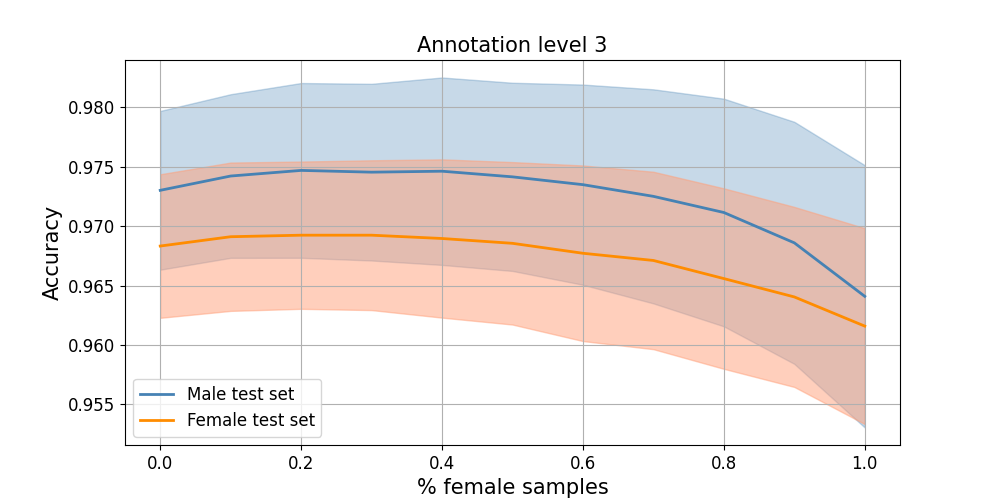 Annotation level 3
Accuracy
0.980
0.975
0.970
0.965
0.960
0.955
Male test set
Female test set
0.0 0.2 0.4 0.6 0.8 1.0
% female samples